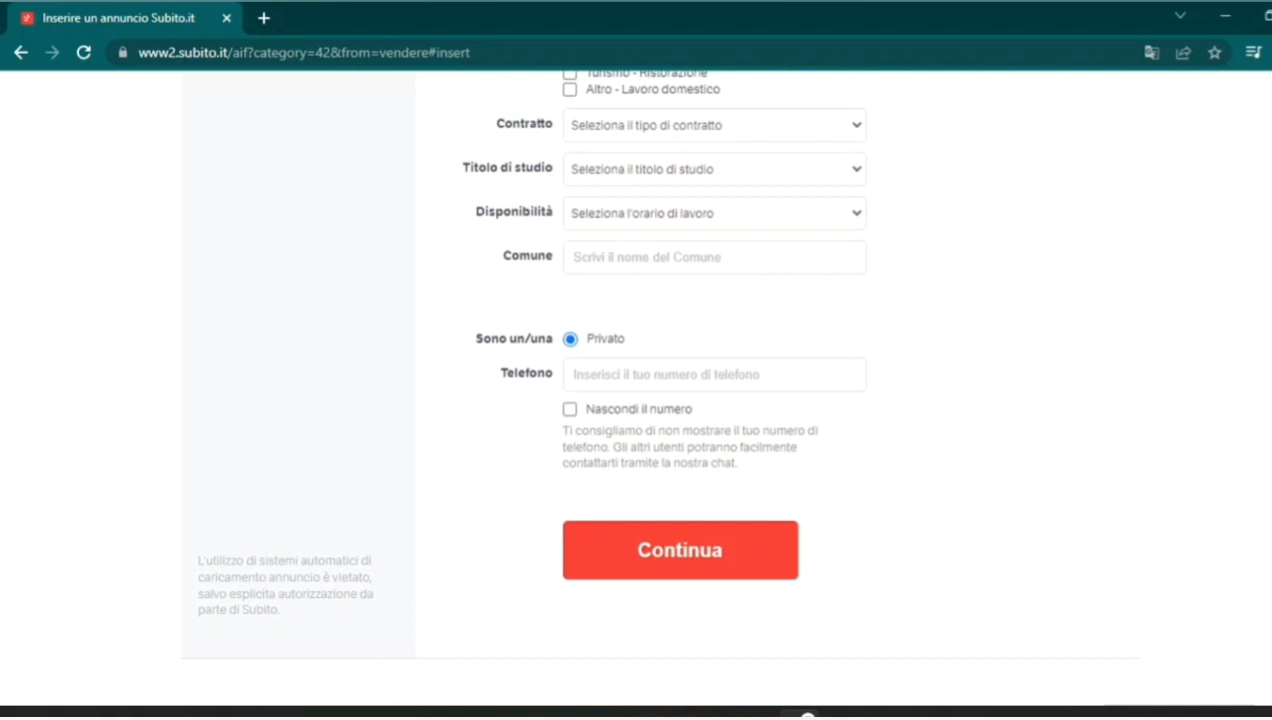 Inserire un annuncio Subito.it
www2.subito.it/aif?category=42&from=vendere#insert
Turismo - Ristorazione
Altro - Lavoro domestico
Contratto Seleziona il tipo di contratto
Titolo di studio Seleziona il titolo di studio
Disponibilità Seleziona l'orario di lavoro
Comune Scrivi il nome del Comune
Sono un/una Privato
Telefono Inserisci il tuo numero di telefono
Nascondi il numero
Ti consigliamo di non mostrare il tuo numero di
telefono. Gli altri utenti potranno facilmente
contattarti tramite la nostra chat.
Continua
L'utilizzo di sistemi automatici di
caricamento annuncio è vietato,
salvo esplicita autorizzazione da
parte di Subito.